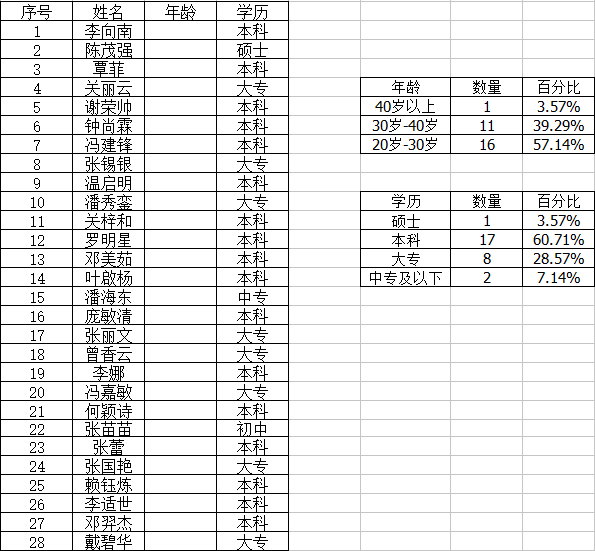 序号 姓名 年龄 学历
1 李向南 本科
2 陈茂强 硕士
3 覃菲 本科
4 关丽云 大专
年龄 数量 百分比
5 谢荣帅 本科
40岁以上 1 3.57%
6 钟尚霖 本科
30岁-40岁 11 39.29%
7 冯建锋 本科
20岁-30岁 16 57.14%
8 张锡银 大专
9 温启明 本科
10 潘秀銮 大专
学历 数量 百分比
11 关梓和 本科
硕士 1 3.57%
12 罗明星 本科
本科 17 60.71%
13 邓美茹 本科
大专 8 28.57%
14 叶啟杨 本科
中专及以下 2 7.14%
15 潘海东 中专
16 庞敏清 本科
17 张丽文 大专
18 曾香云 大专
19 李娜 本科
20 冯嘉敏 大专
21 何颖诗 本科
22 张苗苗 初中
23 张蕾 本科
24 张国艳 大专
25 赖钰炼 本科
26 李适世 本科
27 邓羿杰 本科
28 戴碧华 大专